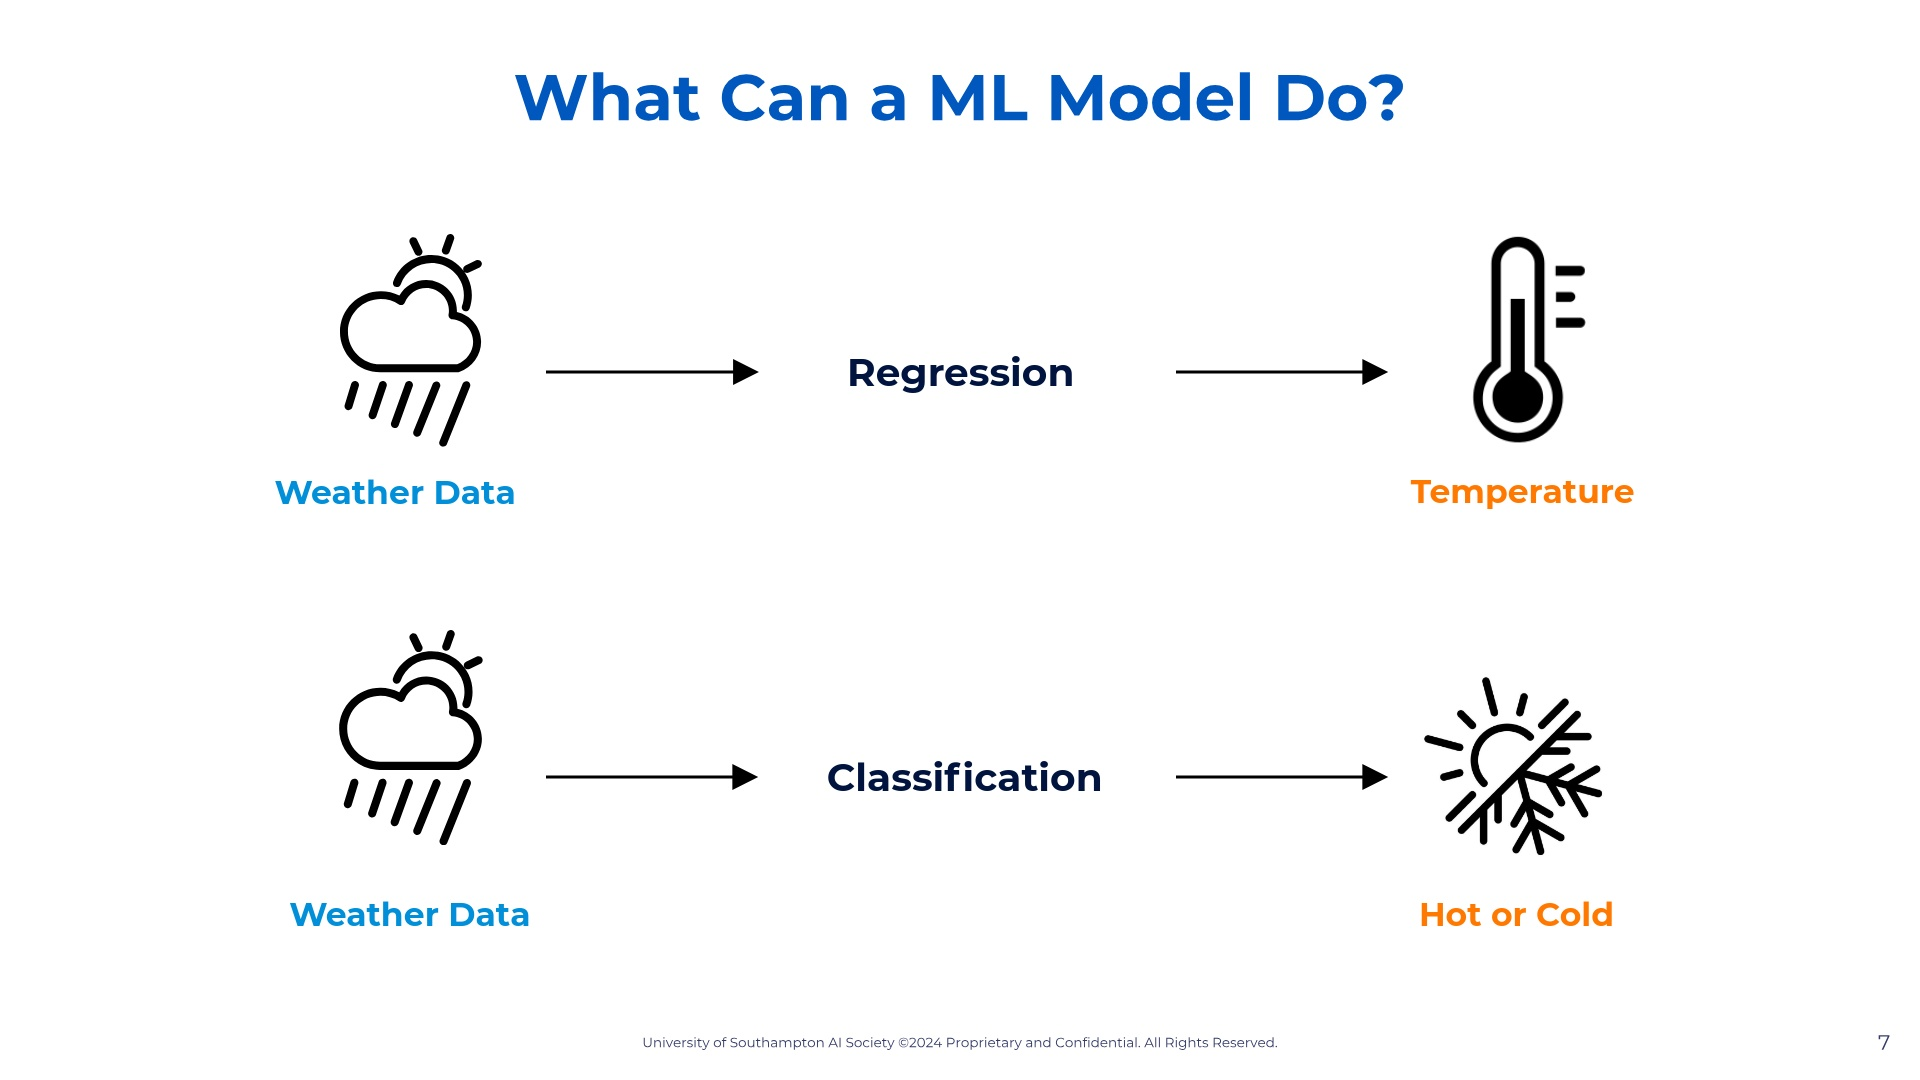 What Can a ML Model Do?
Regression
Weather Data
Temperature
Classification
Weather Data
Hot or Cold
University of Southampton AI Society ©2024 Proprietary and Confidential. All Rights Reserved.
7